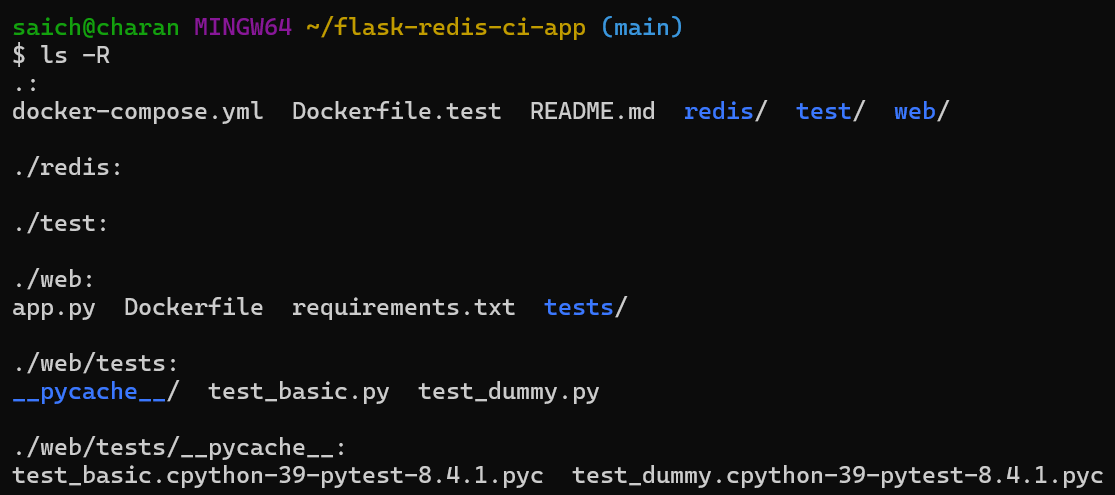 saich@charan MINGW64 ~/flask-redis-ci-app (main)
$ ls -R
.:
docker-compose.yml  Dockerfile.test  README.md  redis/  test/  web/

./redis:

./test:

./web:
app.py  Dockerfile  requirements.txt  tests/

./web/tests:
__pycache__/  test_basic.py  test_dummy.py

./web/tests/__pycache__:
test_basic.cpython-39-pytest-8.4.1.pyc  test_dummy.cpython-39-pytest-8.4.1.pyc